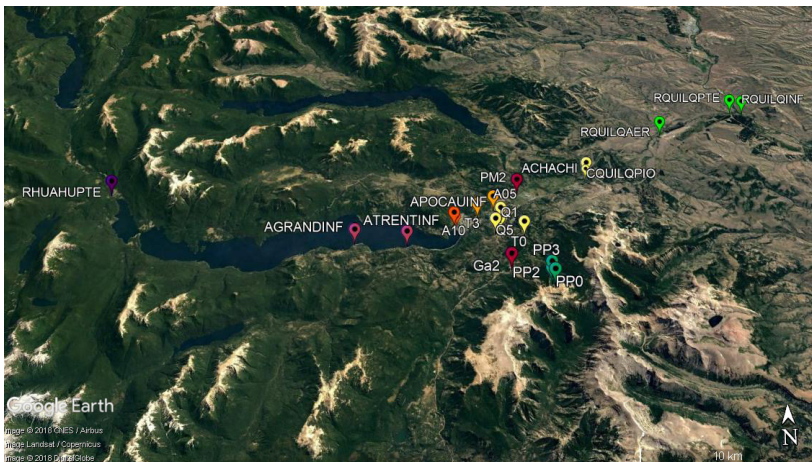 RQUILQPTE
RQUILQINF
RQUILQAER
PM2
ACHACHI
CQUILQPIO
RHUAHUPTE
APOCAUINF
A05
Q1
AGRANDINF
ATRENTINF
A10
T3
Q5
T0
Ga2
PP3
PP2
PP0
Google Earth
Image © 2018 CNES / Airbus
Image Landsat / Copernicus
Image © 2018 DigitalGlobe
10 km
N